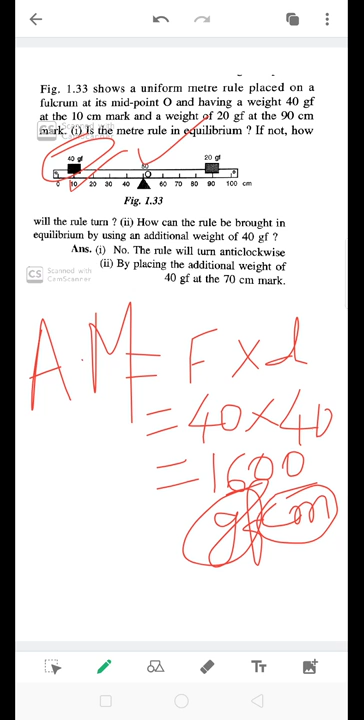 Fig. 1.33 shows a uniform metre rule placed on a
fulcrum at its mid-point O and having a weight 40 gf
at the 10 cm mark and a weight of 20 gf at the 90 cm
mark. (i) Is the metre rule in equilibrium ? If not, how
40 gf
20 gf
50
O
0 10 20 30 40 60 70 80 90 100 cm
Fig. 1.33
will the rule turn ? (ii) How can the rule be brought in
equilibrium by using an additional weight of 40 gf ?
Ans. (i) No. The rule will turn anticlockwise
(ii) By placing the additional weight of
40 gf at the 70 cm mark.
CS Scanned with
CamScanner
A.M = F × d
= 40 × 40
= 1600
gf cm
TT